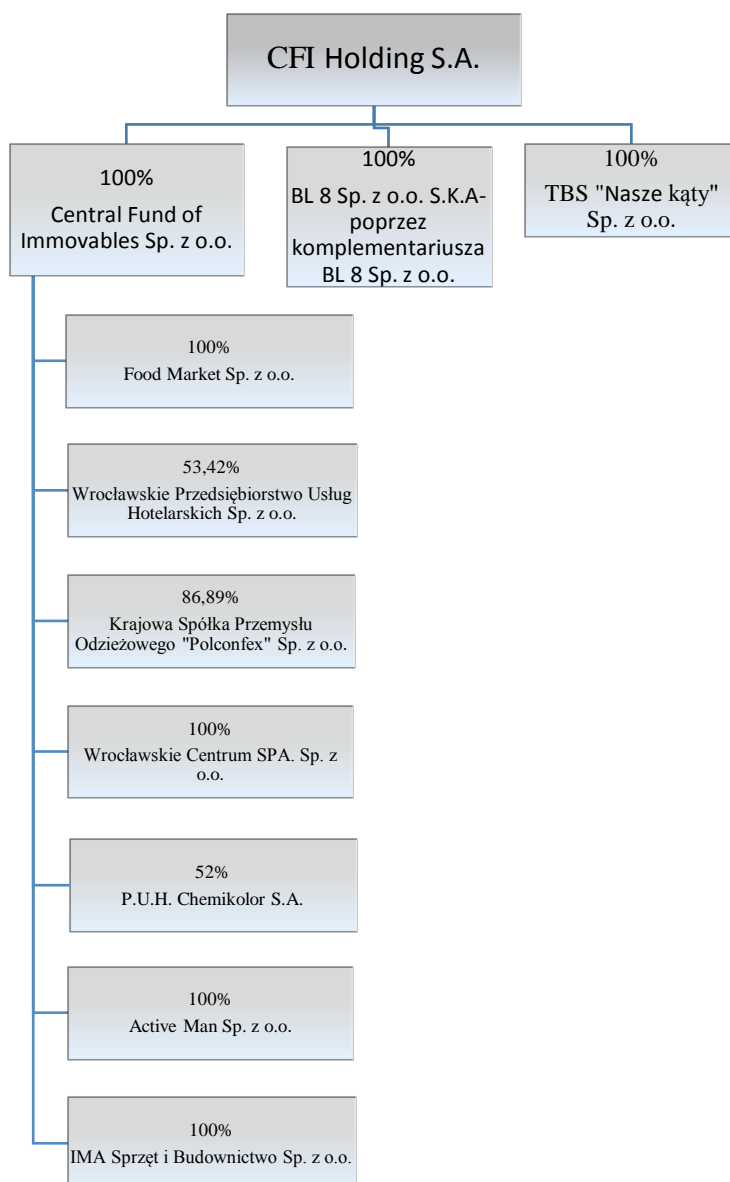 CFI Holding S.A.
100%
Central Fund of
Immovables Sp. z o.o.
100%
BL 8 Sp. z o.o. S.K.A-
poprzez
komplementariusza
BL 8 Sp. z o.o.
100%
TBS "Nasze kąty"
Sp. z o.o.
100%
Food Market Sp. z o.o.
53,42%
Wrocławskie Przedsiębiorstwo Usług
Hotelarskich Sp. z o.o.
86,89%
Krajowa Spółka Przemysłu
Odzieżowego "Polconfex" Sp. z o.o.
100%
Wrocławskie Centrum SPA. Sp. z
o.o.
52%
P.U.H. Chemikolor S.A.
100%
Active Man Sp. z o.o.
100%
IMA Sprzęt i Budownictwo Sp. z o.o.